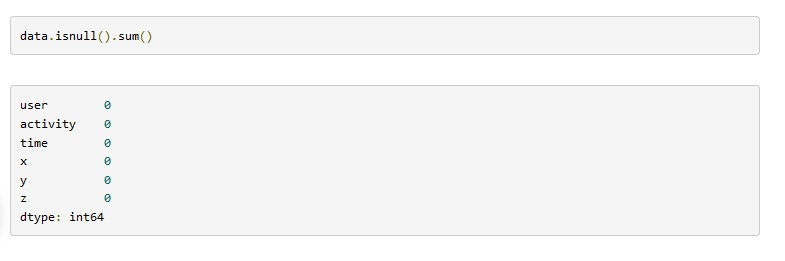 data.isnull().sum()
user 0
activity 0
time 0
x 0
y 0
z 0
dtype: int64